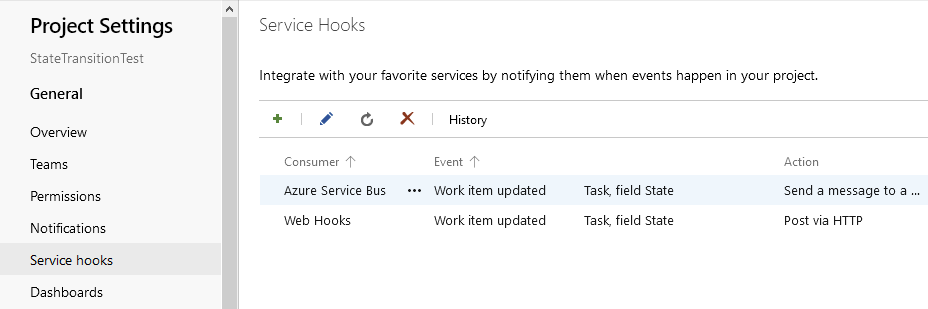 Project Settings
StateTransitionTest
General
Overview
Teams
Permissions
Notifications
Service hooks
Dashboards
Service Hooks
Integrate with your favorite services by notifying them when events happen in your project.
History
Consumer ↑ Event ↑ Action
Azure Service Bus ••• Work item updated Task, field State Send a message to a ...
Web Hooks Work item updated Task, field State Post via HTTP